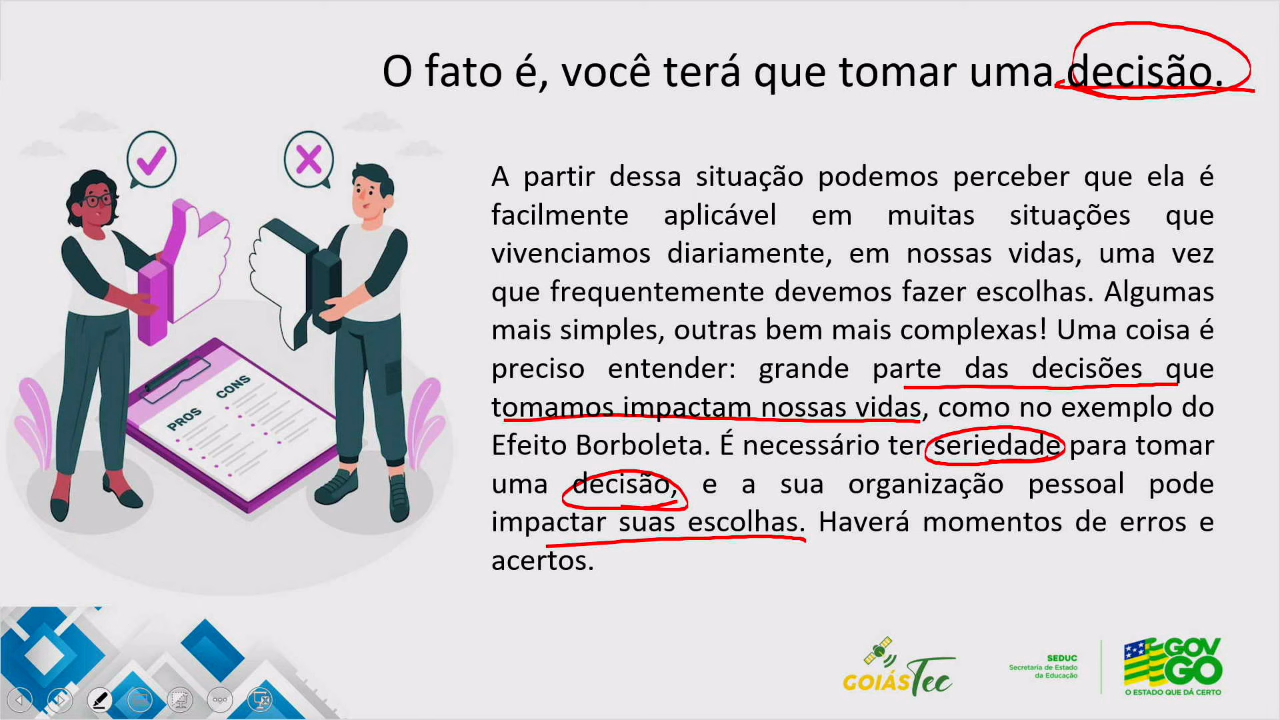 O fato é, você terá que tomar uma decisão.
A partir dessa situação podemos perceber que ela é
facilmente aplicável em muitas situações que
vivenciamos diariamente, em nossas vidas, uma vez
que frequentemente devemos fazer escolhas. Algumas
mais simples, outras bem mais complexas! Uma coisa é
preciso entender: grande parte das decisões que
tomamos impactam nossas vidas, como no exemplo do
Efeito Borboleta. É necessário ter seriedade para tomar
uma decisão, e a sua organização pessoal pode
impactar suas escolhas. Haverá momentos de erros e
acertos.
PROS CONS
GOIÁS Tec
SEDUC
Secretaria de Estado
da Educação
GOV
GO
O ESTADO QUE DÁ CERTO